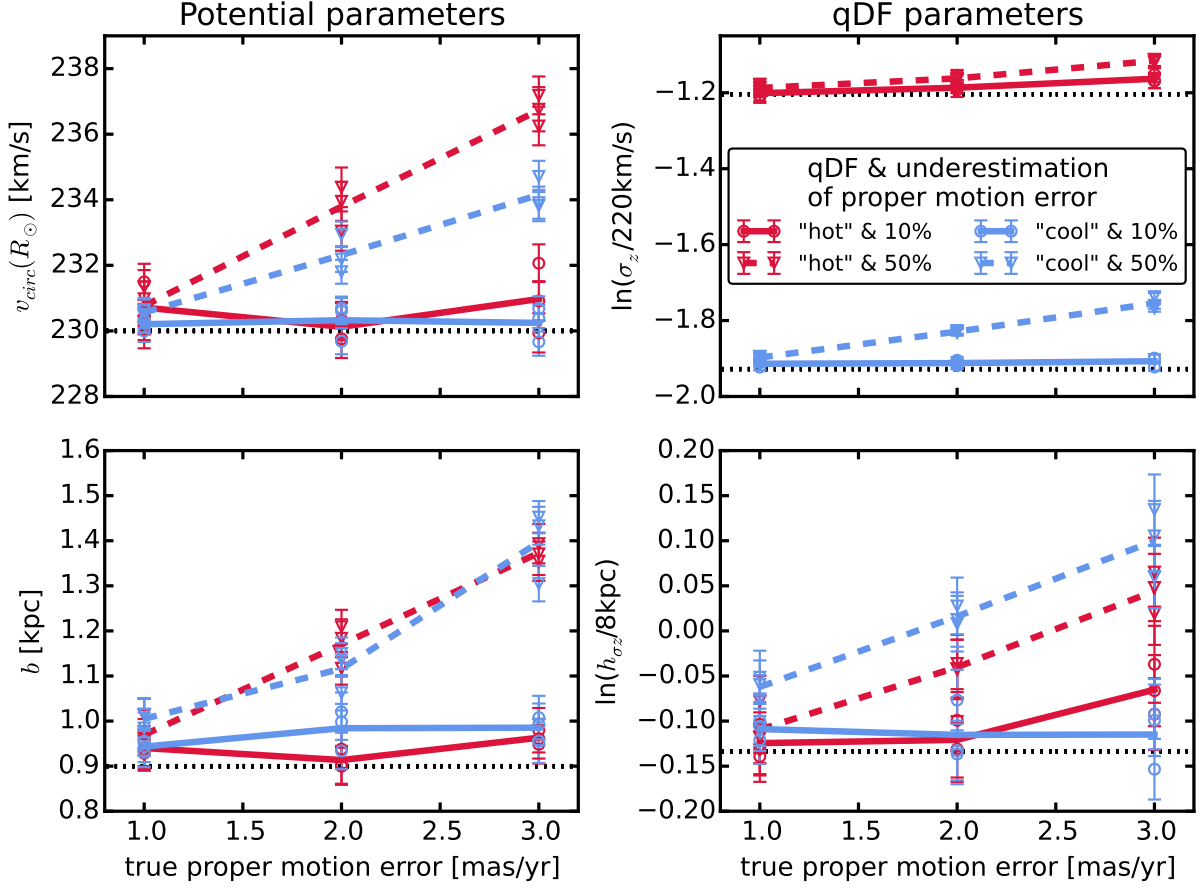 Potential parameters
qDF parameters
238
236
234
232
230
228
v_circ(R_⊙) [km/s]
−1.2
−1.4
−1.6
−1.8
−2.0
ln(σ_z/220km/s)
qDF & underestimation
of proper motion error
"hot" & 10%
"cool" & 10%
"hot" & 50%
"cool" & 50%
1.6
1.5
1.4
1.3
1.2
1.1
1.0
0.9
0.8
b [kpc]
1.0
1.5
2.0
2.5
3.0
true proper motion error [mas/yr]
0.20
0.15
0.10
0.05
0.00
−0.05
−0.10
−0.15
−0.20
ln(h_σz/8kpc)
1.0
1.5
2.0
2.5
3.0
true proper motion error [mas/yr]